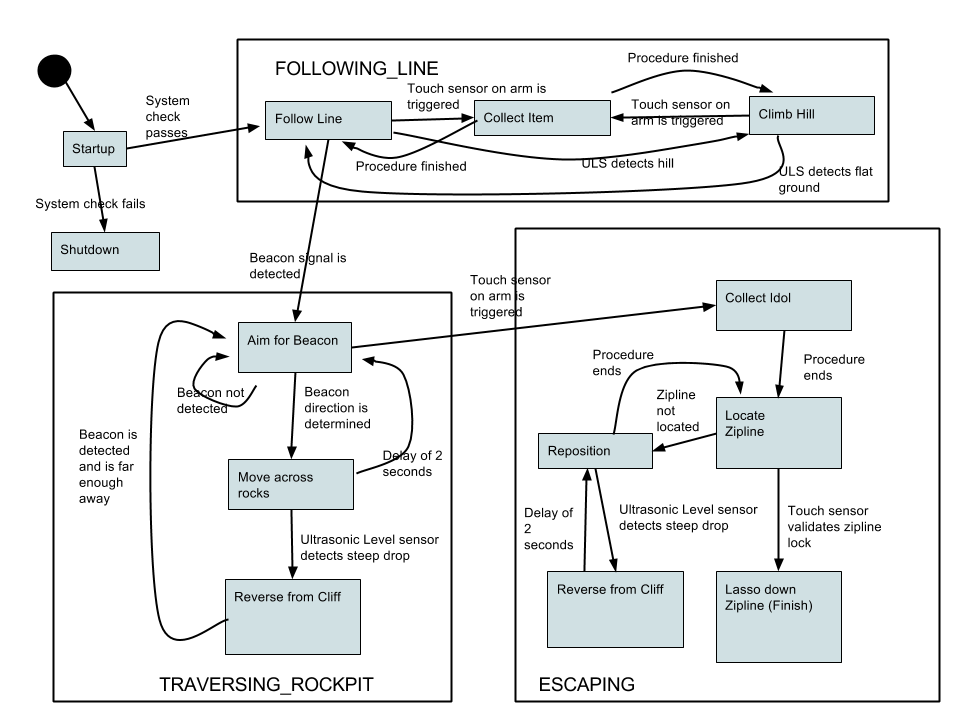 FOLLOWING_LINE
Procedure finished
System
check
passes
Touch sensor on arm is
triggered
Touch sensor on
arm is triggered
Follow Line
Collect Item
Climb Hill
Startup
Procedure finished
ULS detects hill
ULS detects flat
ground
System check fails
Shutdown
Beacon signal is
detected
Touch sensor
on arm is
triggered
Collect Idol
Aim for Beacon
Procedure
ends
Procedure
ends
Beacon not
detected
Beacon
direction is
determined
Zipline
not
located
Locate
Zipline
Beacon is
detected
and is far
enough
away
Delay of 2
seconds
Reposition
Move across
rocks
Delay of
2
seconds
Ultrasonic Level sensor
detects steep drop
Touch sensor
validates zipline
lock
Ultrasonic Level sensor
detects steep drop
Reverse from Cliff
Reverse from Cliff
Lasso down
Zipline (Finish)
TRAVERSING_ROCKPIT
ESCAPING